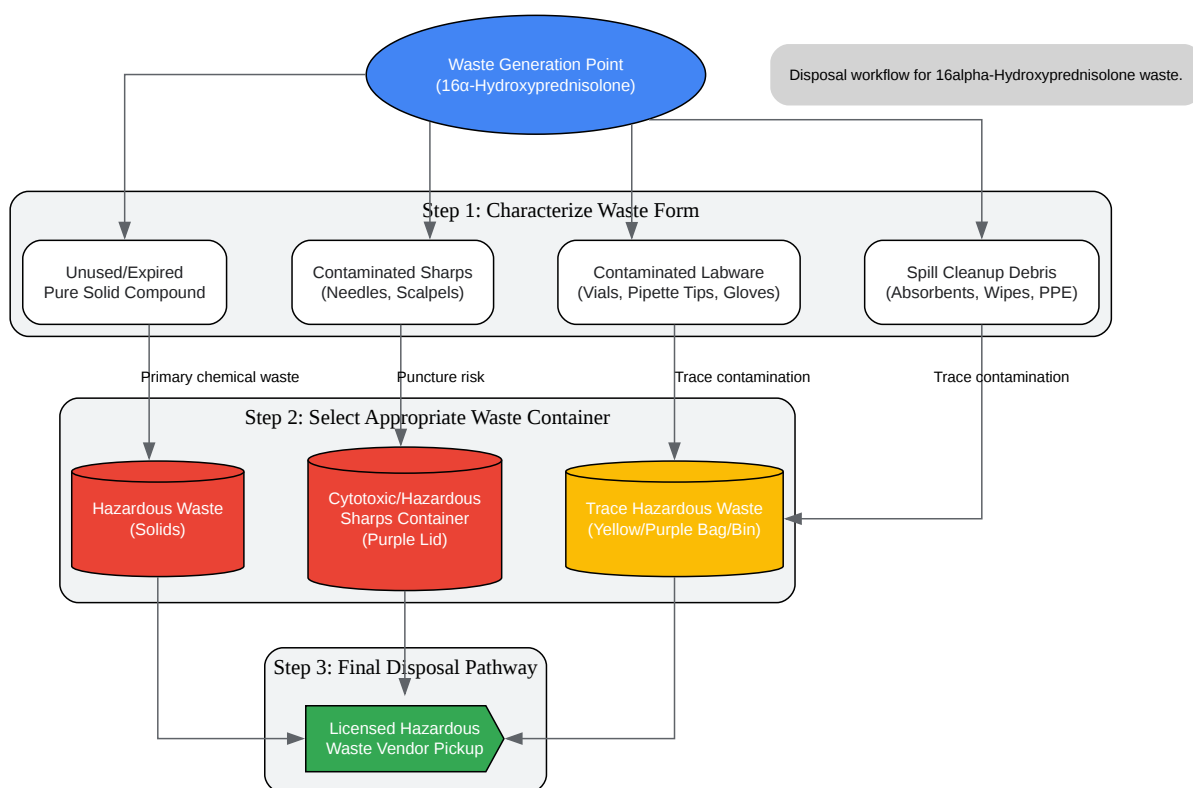 Waste Generation Point
(16α-Hydroxyprednisolone)
Disposal workflow for 16alpha-Hydroxyprednisolone waste.
Step 1: Characterize Waste Form
Unused/Expired
Pure Solid Compound
Contaminated Sharps
(Needles, Scalpels)
Contaminated Labware
(Vials, Pipette Tips, Gloves)
Spill Cleanup Debris
(Absorbents, Wipes, PPE)
Primary chemical waste
Puncture risk
Trace contamination
Trace contamination
Step 2: Select Appropriate Waste Container
Hazardous Waste
(Solids)
Cytotoxic/Hazardous
Sharps Container
(Purple Lid)
Trace Hazardous Waste
(Yellow/Purple Bag/Bin)
Step 3: Final Disposal Pathway
Licensed Hazardous
Waste Vendor Pickup